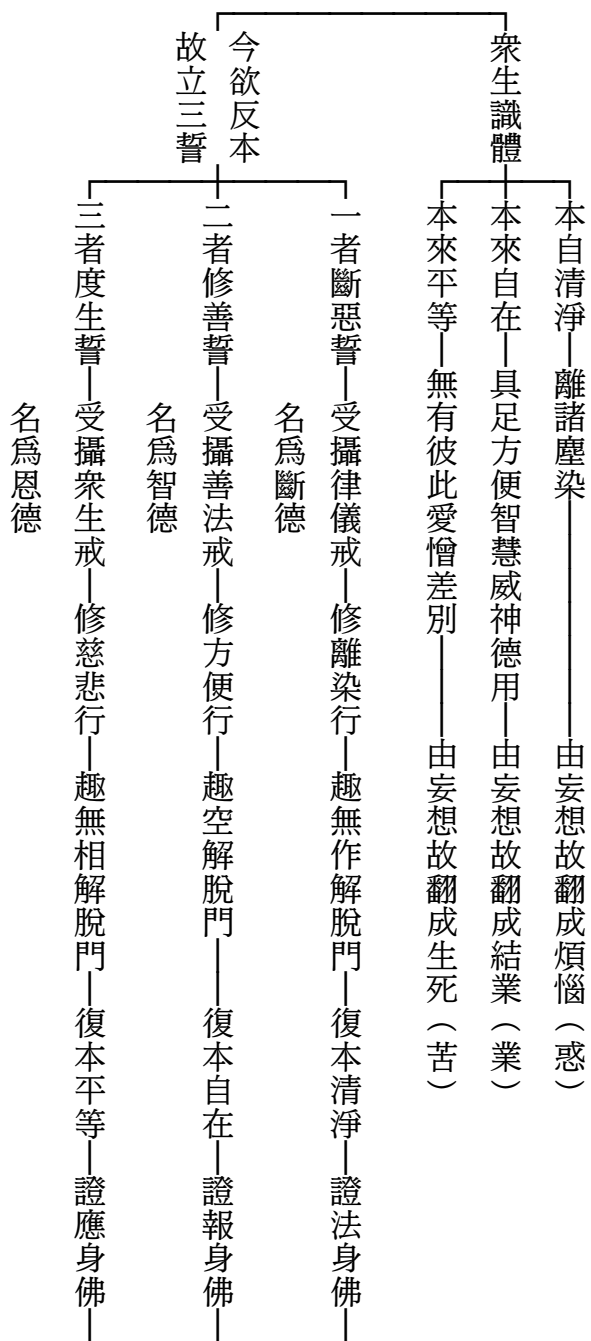 衆生識體
本自清淨—離諸塵染—由妄想故翻成煩惱（惑）
本來自在—具足方便智慧威神德用—由妄想故翻成結業（業）
本來平等—無有彼此愛憎差別—由妄想故翻成生死（苦）
今欲反本
故立三誓
一者斷惡誓—受攝律儀戒—修離染行—趣無作解脫門—復本清淨—證法身佛—
名爲斷德
二者修善誓—受攝善法戒—修方便行—趣空解脫門—復本自在—證報身佛—
名爲智德
三者度生誓—受攝衆生戒—修慈悲行—趣無相解脫門—復本平等—證應身佛—
名爲恩德